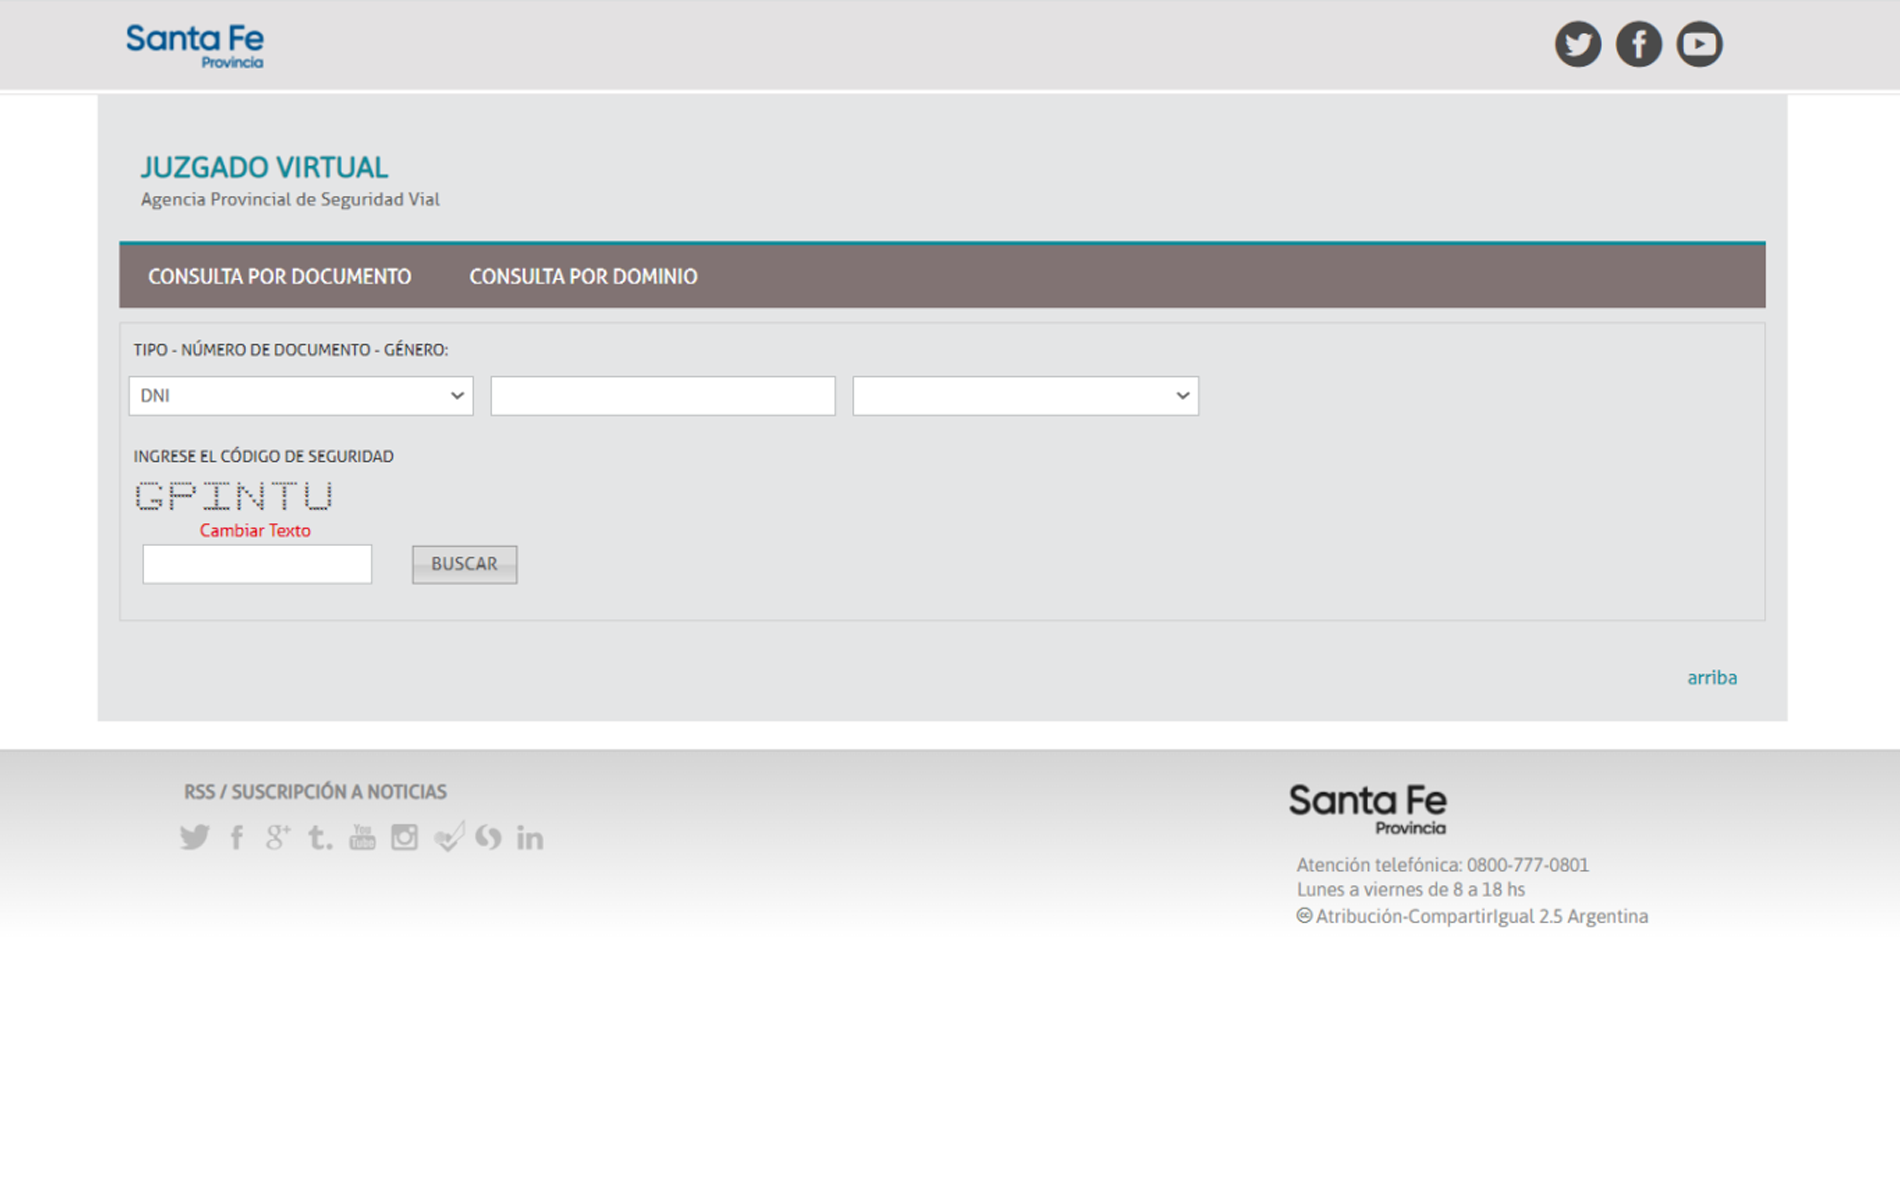 Santa Fe
Provincia
JUZGADO VIRTUAL
Agencia Provincial de Seguridad Vial
CONSULTA POR DOCUMENTO CONSULTA POR DOMINIO
TIPO - NÚMERO DE DOCUMENTO - GÉNERO:
DNI
INGRESE EL CÓDIGO DE SEGURIDAD
GPINTU
Cambiar Texto
BUSCAR
arriba
RSS / SUSCRIPCIÓN A NOTICIAS
Santa Fe
Provincia
Atención telefónica: 0800-777-0801
Lunes a viernes de 8 a 18 hs
Atribución-CompartirIgual 2.5 Argentina